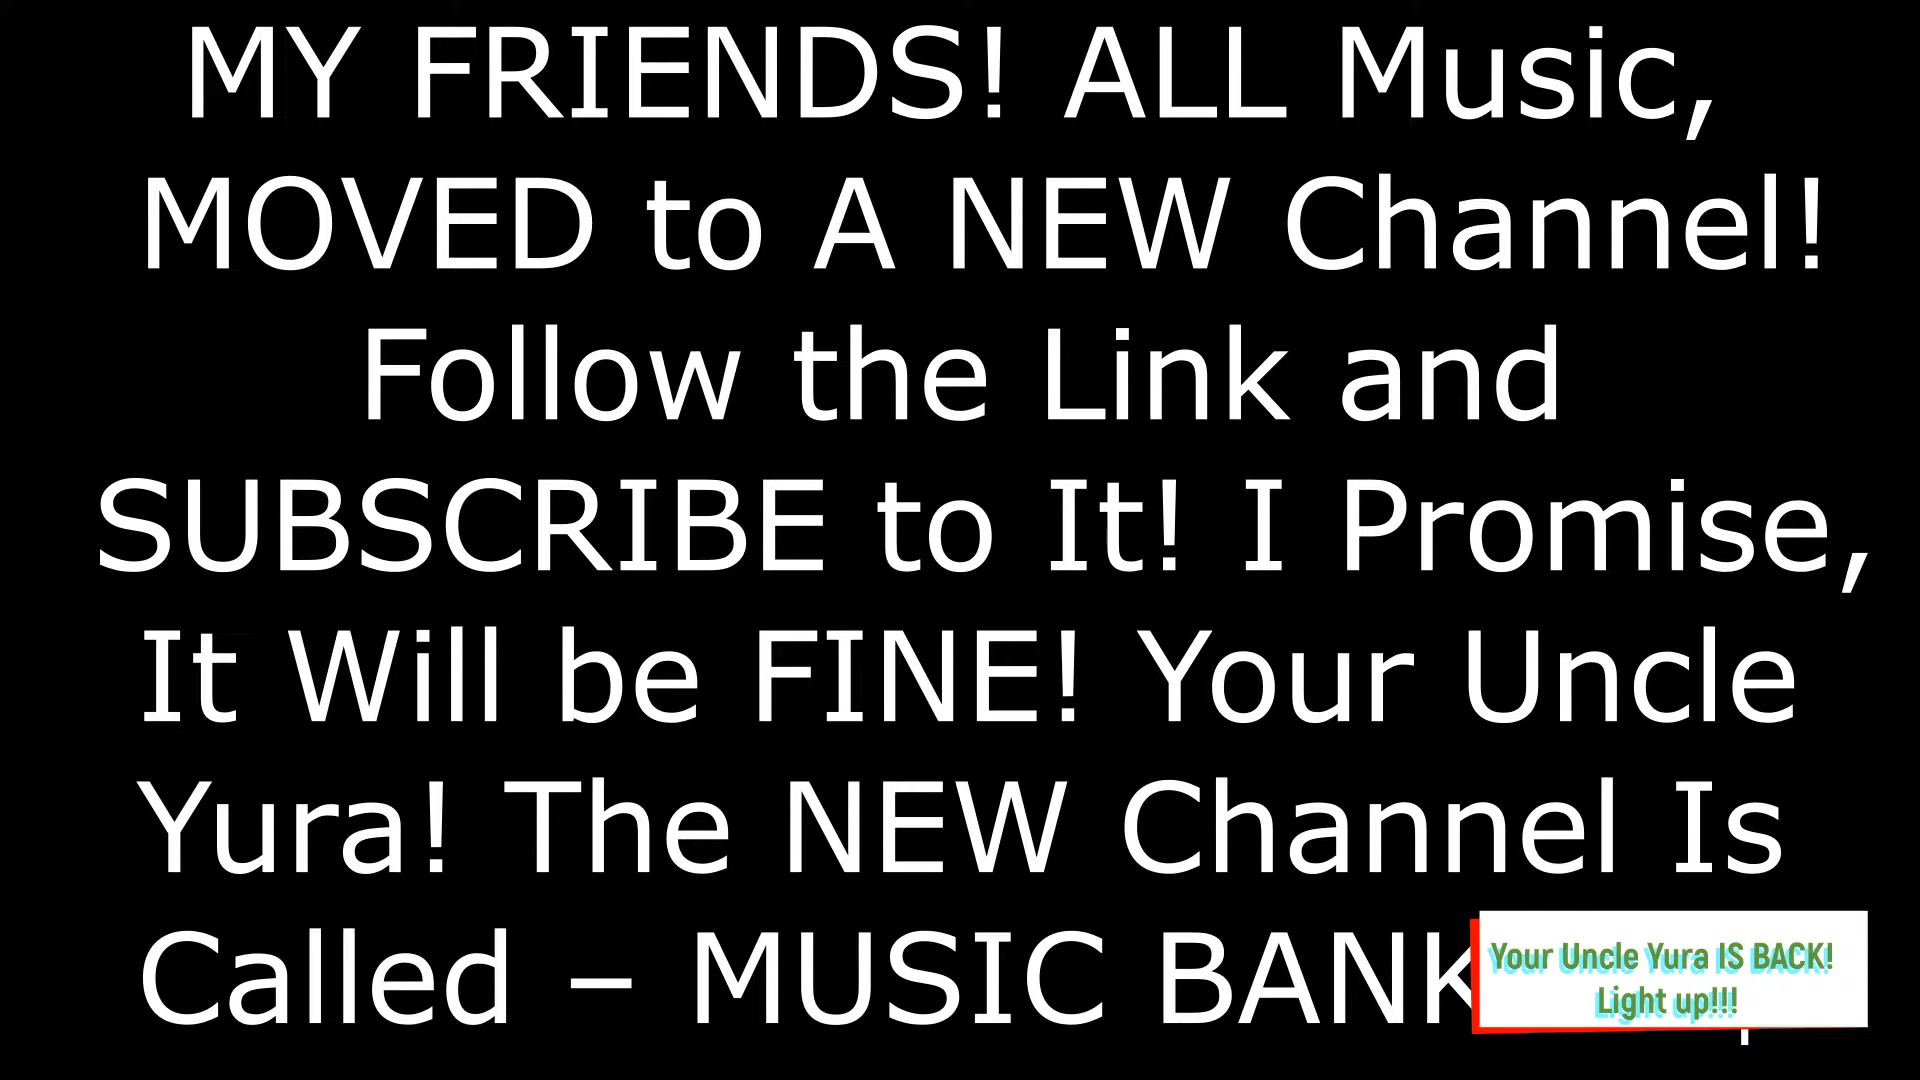 MY FRIENDS! ALL Music,
MOVED to A NEW Channel!
Follow the Link and
SUBSCRIBE to It! I Promise,
It Will be FINE! Your Uncle
Yura! The NEW Channel Is
Called – MUSIC BANK
Your Uncle Yura IS BACK!
Light up!!!